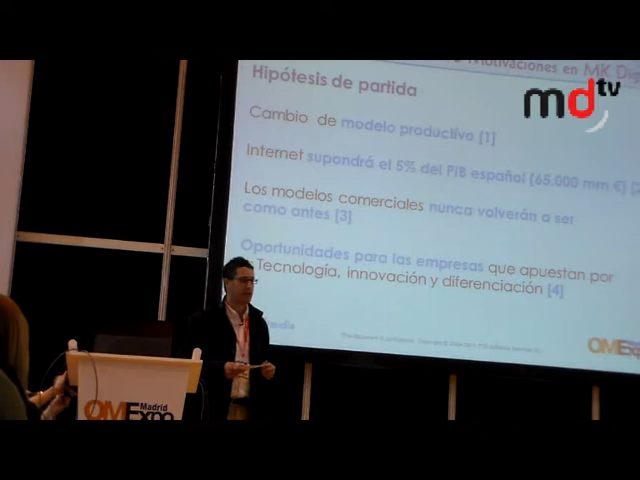 Motivaciones en MK Dig
mdtv
Hipótesis de partida
Cambio de modelo productivo [1]
Internet supondrá el 5% del PIB español (65.000 mm €) [2
Los modelos comerciales nunca volverán a ser
como antes [3]
Oportunidades para las empresas que apuestan por
Tecnología, innovación y diferenciación [4]
OMExpo
OMExpo Madrid